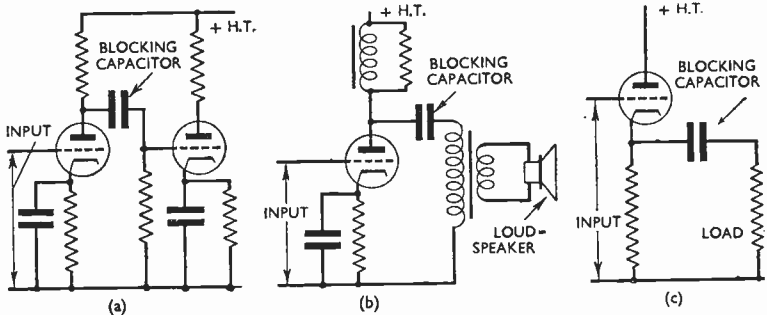 + H.T.
BLOCKING
CAPACITOR
INPUT
(a)
+ H.T.
BLOCKING
CAPACITOR
INPUT
LOUD-
SPEAKER
(b)
+ H.T.
BLOCKING
CAPACITOR
INPUT
LOAD
(c)